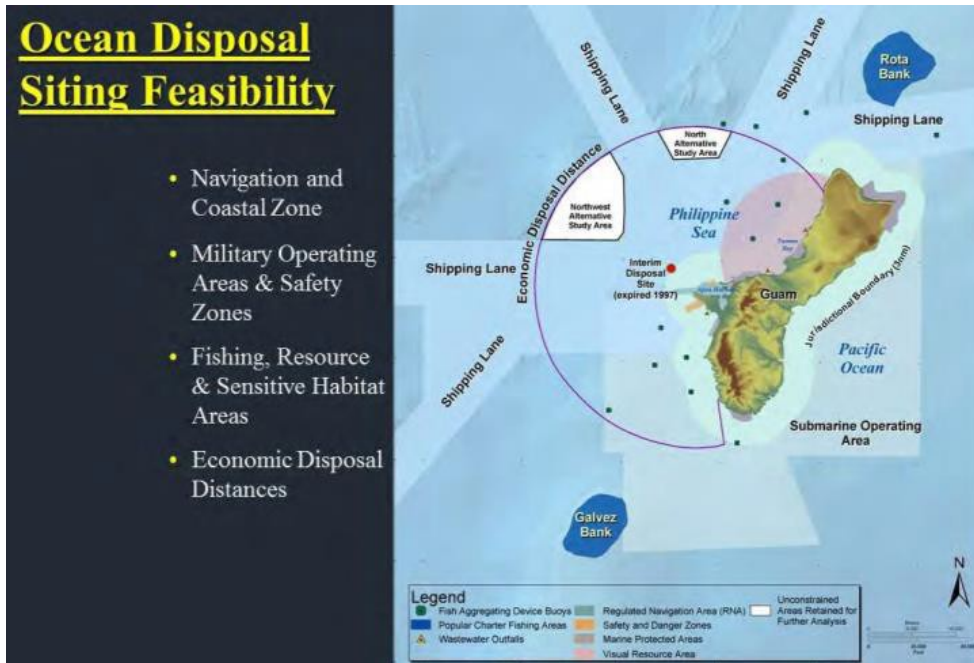 Ocean Disposal
Siting Feasibility
• Navigation and
Coastal Zone
• Military Operating
Areas & Safety
Zones
• Fishing, Resource
& Sensitive Habitat
Areas
• Economic Disposal
Distances
Shipping Lane
Shipping Lane
Rota
Bank
Shipping Lane
North
Alternative
Study Area
Economic Disposal Distance
Northwest
Alternative
Study Area
Philippine
Sea
Shipping Lane
Interim
Disposal
Site
(expired 1997)
Guam
Jurisdictional Boundary (3nm)
Pacific
Ocean
Shipping Lane
Submarine Operating
Area
Galvez
Bank
N
Legend
Fish Aggregating Device Buoys
Popular Charter Fishing Areas
Wastewater Outfalls
Regulated Navigation Area (RNA)
Safety and Danger Zones
Marine Protected Areas
Visual Resource Area
Unconstrained
Areas Retained for
Further Analysis